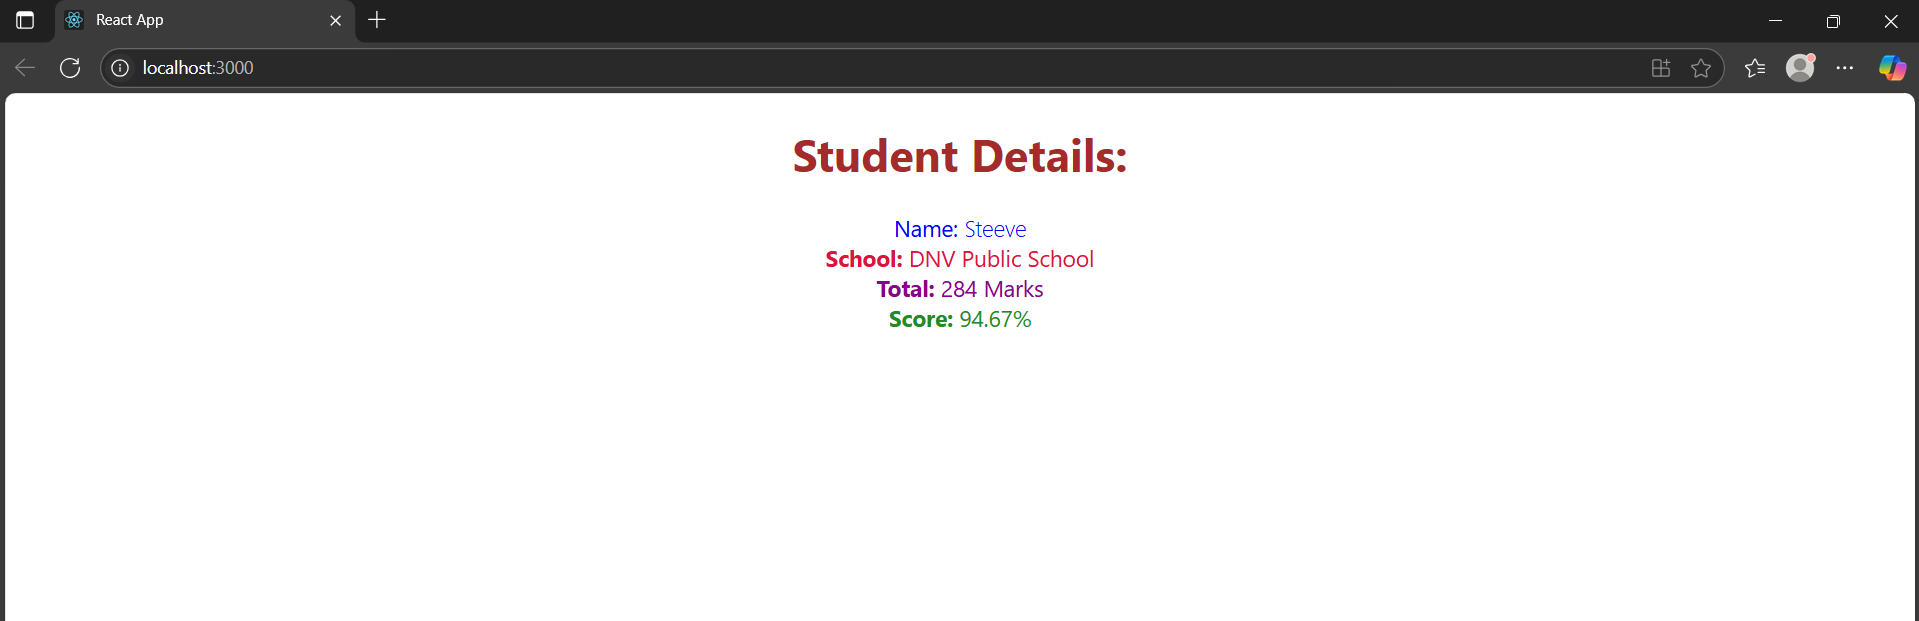 React App
localhost:3000
Student Details:
Name: Steeve
School: DNV Public School
Total: 284 Marks
Score: 94.67%